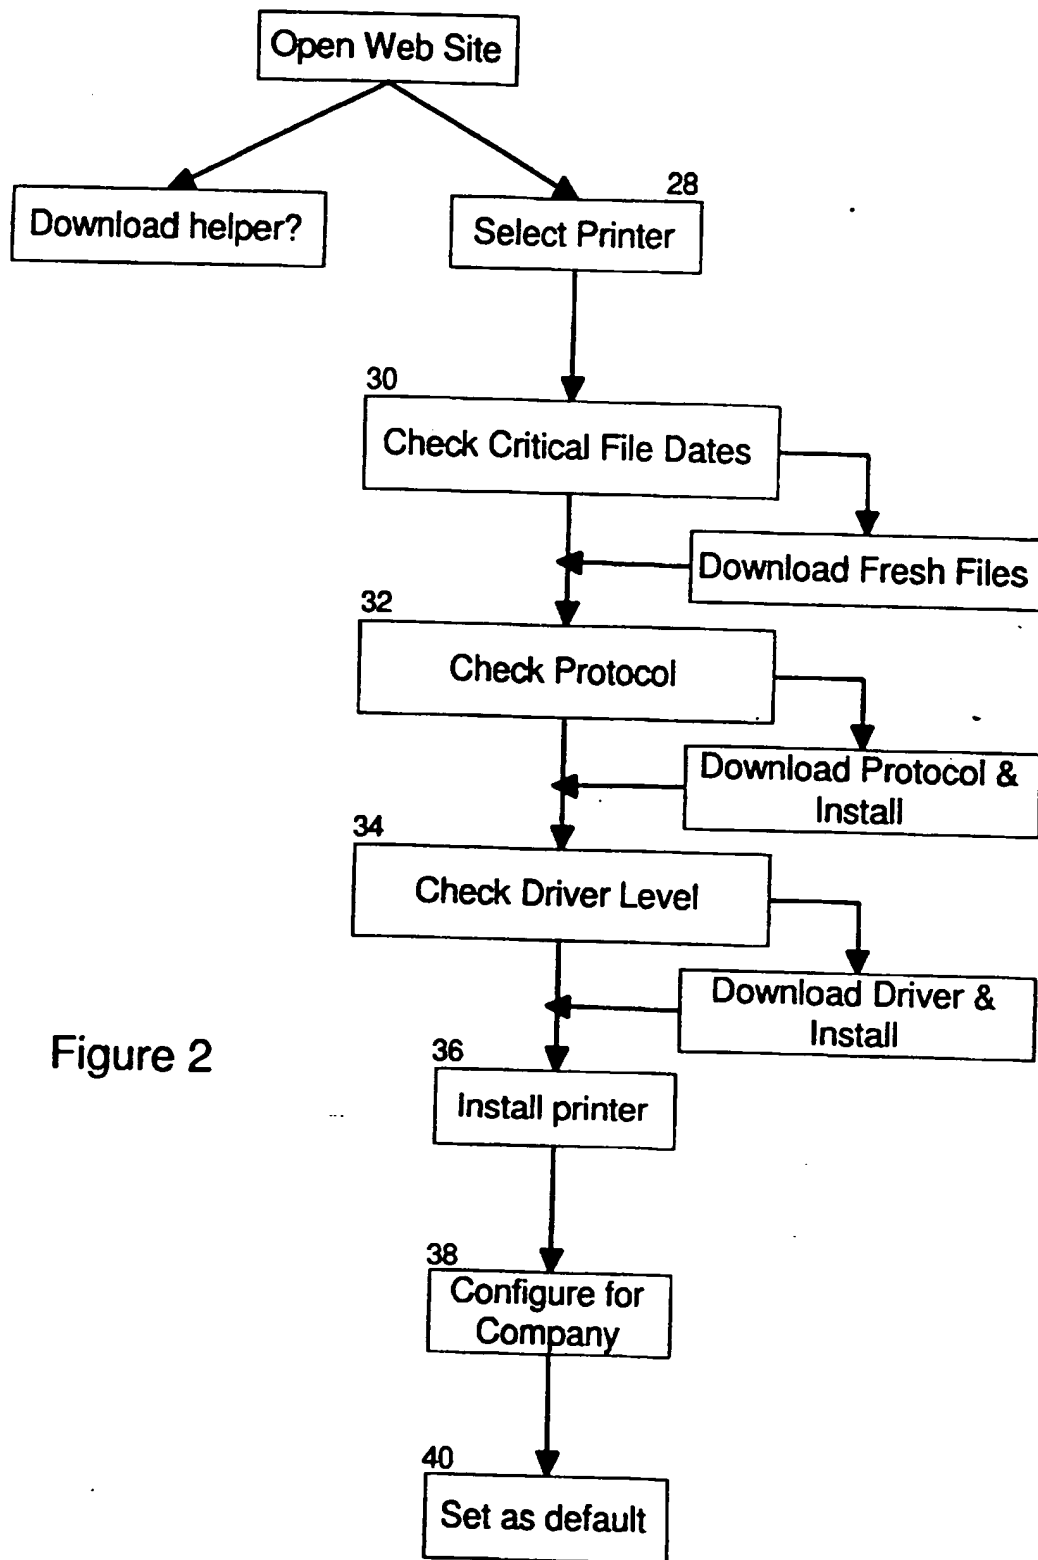 Open Web Site
Download helper?
28
Select Printer
30
Check Critical File Dates
Download Fresh Files
32
Check Protocol
Download Protocol &
Install
34
Check Driver Level
Download Driver &
Install
Figure 2
36
Install printer
38
Configure for
Company
40
Set as default